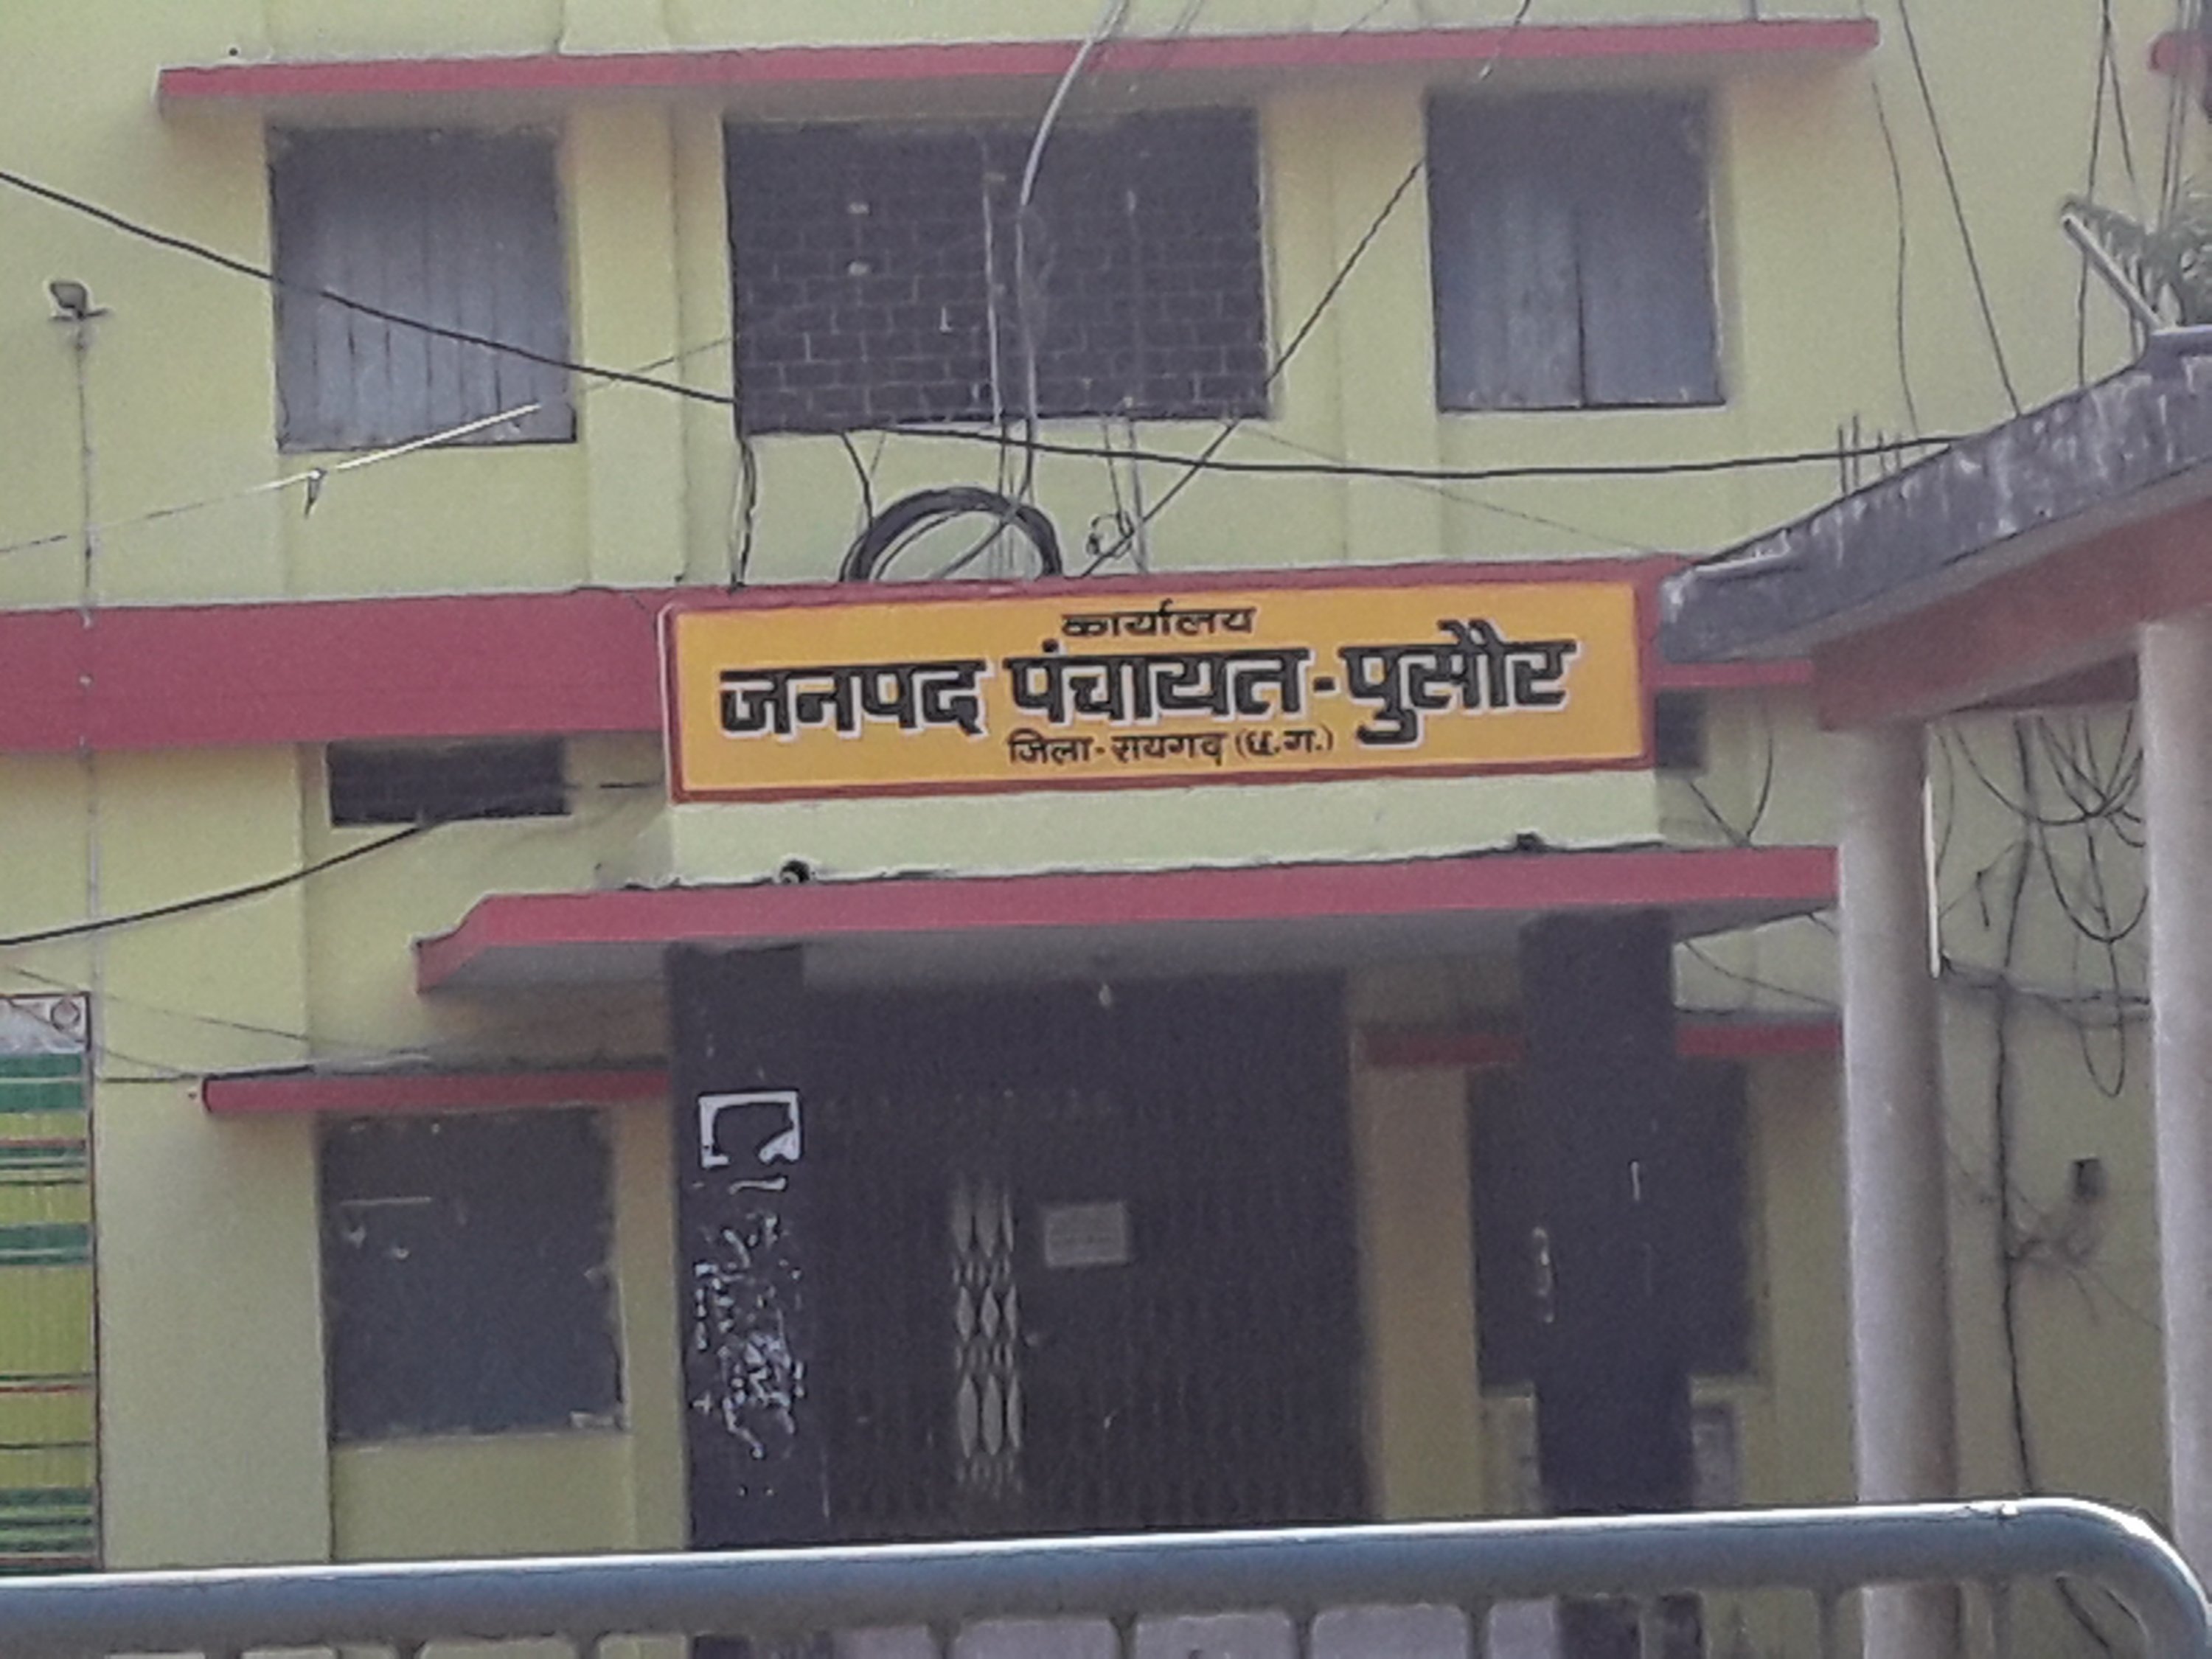 कार्यालय
जनपद पंचायत-पुसौर
जिला-रायगढ़ (छ.ग.)